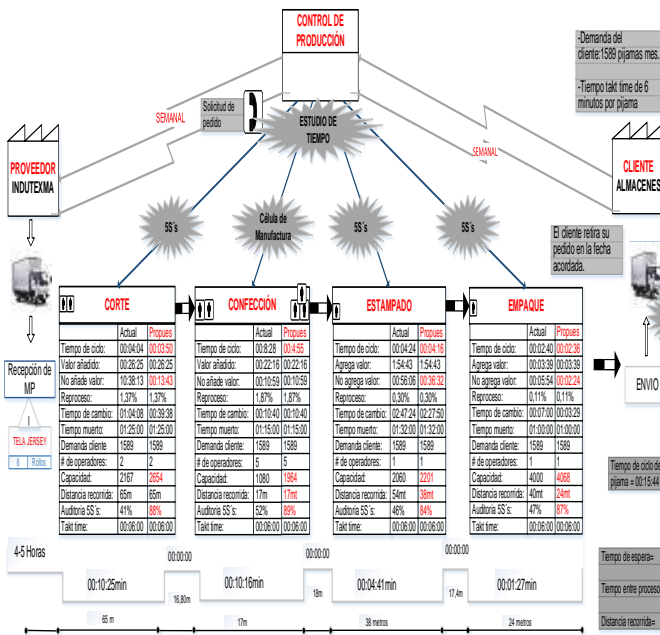 CONTROL DE
PRODUCCIÓN
-Demanda del
cliente:1589 pijamas mes.
-Tiempo takt time de 6
minutos por pijama
Solicitud de
pedido
SEMANAL
ESTUDIO DE
TIEMPO
SEMANAL
PROVEEDOR
INDUTEXMA
CLIENTE
ALMACENES
5S´s
Célula de
Manufactura
5S´s
5S´s
El cliente retira su
pedido en la fecha
acordada.
CORTE
Actual Propues
Tiempo de ciclo: 00:04:04 00:03:50
Valor añadido: 00:26:25 00:26:25
No añade valor: 10:38:13 00:13:43
Reproceso: 1,37% 1,37%
Tiempo de cambio: 01:04:08 00:39:38
Tiempo muerto: 01:25:00 01:25:00
Demanda cliente 1589 1589
# de operadores: 2 2
Capacidad: 2167 2654
Distancia recorrida: 65m 65m
Auditoria 5S´s: 41% 88%
Takt time: 00:06:00 00:06:00
CONFECCIÓN
Actual Propues
Tiempo de ciclo: 00:8:28 00:4:55
Valor añadido: 00:22:16 00:22:16
No añade valor: 00:10:59 00:10:59
Reproceso: 1,87% 1,87%
Tiempo de cambio: 00:10:40 00:10:40
Tiempo muerto: 01:15:00 01:15:00
Demanda cliente: 1589 1589
# de operadores: 5 5
Capacidad: 1080 1964
Distancia recorrida: 17m 17mt
Auditoria 5S´s: 52% 89%
Takt time: 00:06:00 00:06:00
ESTAMPADO
Actual Propues
Tiempo de ciclo: 00:04:24 00:04:16
Agrega valor: 1:54:43 1:54:43
No agrega valor: 00:56:06 00:36:32
Reproceso: 0,30% 0,30%
Tiempo de cambio: 02:47:24 02:27:50
Tiempo muerto: 01:32:00 01:32:00
Demanda cliente: 1589 1589
# de operadores: 1 1
Capacidad: 2060 2201
Distancia recorrida: 54mt 38mt
Auditoria 5S´s: 46% 84%
Takt time: 00:06:00 00:06:00
EMPAQUE
Actual Propues
Tiempo de ciclo: 00:02:40 00:02:36
Agrega valor: 00:03:39 00:03:39
No agrega valor: 00:05:54 00:02:24
Reproceso: 0,11% 0,11%
Tiempo de cambio: 00:07:00 00:03:29
Tiempo muerto: 01:00:00 01:00:00
Demanda cliente: 1589 1589
# de operadores: 1 1
Capacidad: 4000 4068
Distancia recorrida: 40mt 24mt
Auditoria 5S´s: 47% 87%
Takt time: 00:06:00 00:06:00
Recepción de
MP
I
TELA JERSEY
8 Rollos
ENVIO
Tiempo de ciclo de
pijama = 00:15:44
4-5 Horas
00:00:00
00:00:00
00:00:00
00:10:25min
00:10:16min
00:04:41min
00:01:27min
16,80m
18m
17,4m
Tiempo de espera=
Tiempo entre proceso
Distancia recorrida=
65 m
17m
38 metros
24 metros